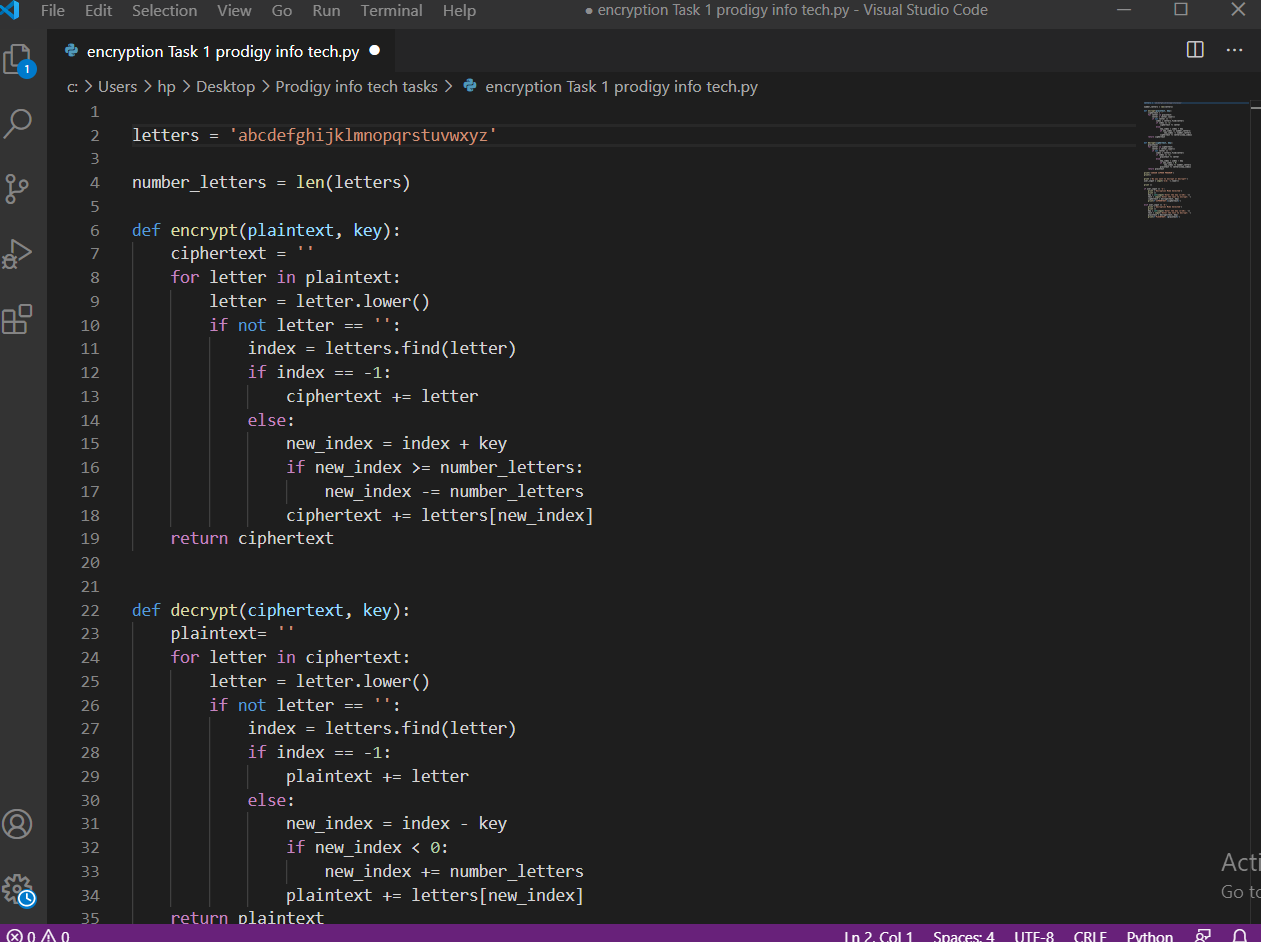 File Edit Selection View Go Run Terminal Help ● encryption Task 1 prodigy info tech.py - Visual Studio Code
encryption Task 1 prodigy info tech.py ●
c: > Users > hp > Desktop > Prodigy info tech tasks > encryption Task 1 prodigy info tech.py
1
2 letters = 'abcdefghijklmnopqrstuvwxyz'
3
4 number_letters = len(letters)
5
6 def encrypt(plaintext, key):
7     ciphertext = ''
8     for letter in plaintext:
9         letter = letter.lower()
10         if not letter == '':
11             index = letters.find(letter)
12             if index == -1:
13                 ciphertext += letter
14             else:
15                 new_index = index + key
16                 if new_index >= number_letters:
17                     new_index -= number_letters
18                 ciphertext += letters[new_index]
19     return ciphertext
20
21
22 def decrypt(ciphertext, key):
23     plaintext= ''
24     for letter in ciphertext:
25         letter = letter.lower()
26         if not letter == '':
27             index = letters.find(letter)
28             if index == -1:
29                 plaintext += letter
30             else:
31                 new_index = index - key
32                 if new_index < 0:
33                     new_index += number_letters
34                 plaintext += letters[new_index]
35     return plaintext
1
Acti
Go to
0 0 Ln 2, Col 1 Spaces: 4 UTF-8 CRLF Python